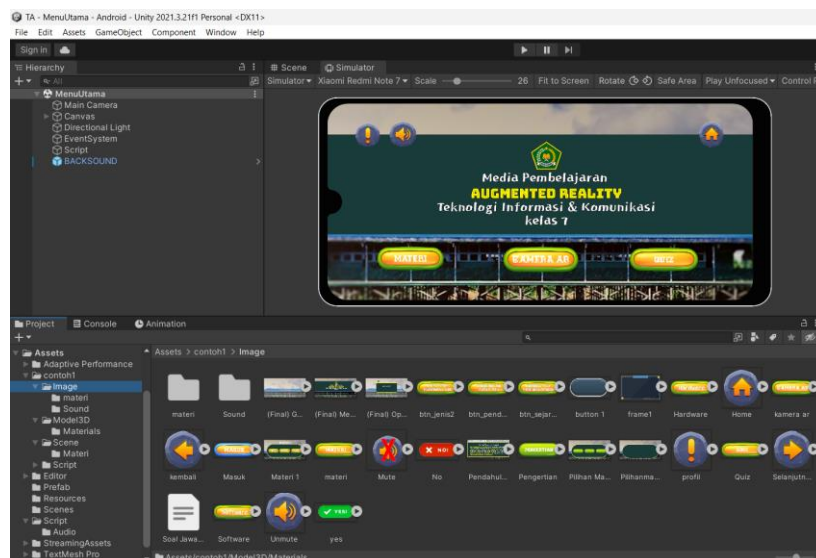 TA - MenuUtama - Android - Unity 2021.3.21f1 Personal <DX11>
File Edit Assets GameObject Component Window Help
Sign in
Hierarchy
Scene Simulator
All
Simulator Xiaomi Redmi Note 7 Scale 26 Fit to Screen Rotate Safe Area Play Unfocused Control
MenuUtama
Main Camera
Canvas
Directional Light
EventSystem
Script
BACKSOUND
Media Pembelajaran
AUGMENTED REALITY
Teknologi Informasi & Komunikasi
kelas 7
MATERI KAMERA AR QUIZ
Project Console Animation
Assets
Adaptive Performance
contoh1
Image
materi
Sound
Model3D
Materials
Scene
Materi
Script
Editor
Prefab
Resources
Scenes
Script
Audio
StreamingAssets
TextMesh Pro
Assets > contoh1 > Image
materi Sound (Final) G... (Final) Me... (Final) Op... btn_jenis2 btn_pend... btn_sejar... button 1 frame1 Hardware Home kamera ar
X NO! PENGERTIAN
kembali Masuk Materi 1 materi Mute No Pendahul... Pengertian Pilihan Ma... Pilihanma... profil Quiz Selanjutn...
✓ YES!
Soal Jawa... Software Unmute yes
Assets/contoh1/Model3D/Materials